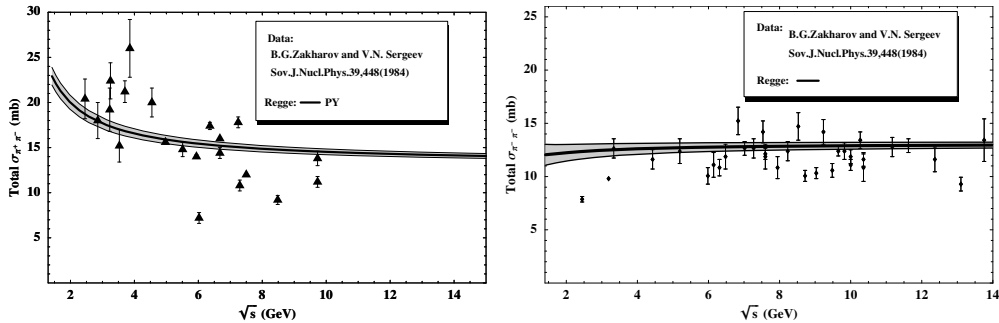 30
25
20
15
10
5
Total σπ+ π− (mb)
Data:
B.G.Zakharov and V.N. Sergeev
Sov.J.Nucl.Phys.39,448(1984)
Regge: PY
2 4 6 8 10 12 14
√s (GeV)
25
20
15
10
5
Total σπ− π− (mb)
Data:
B.G.Zakharov and V.N. Sergeev
Sov.J.Nucl.Phys.39,448(1984)
Regge:
2 4 6 8 10 12 14
√s (GeV)